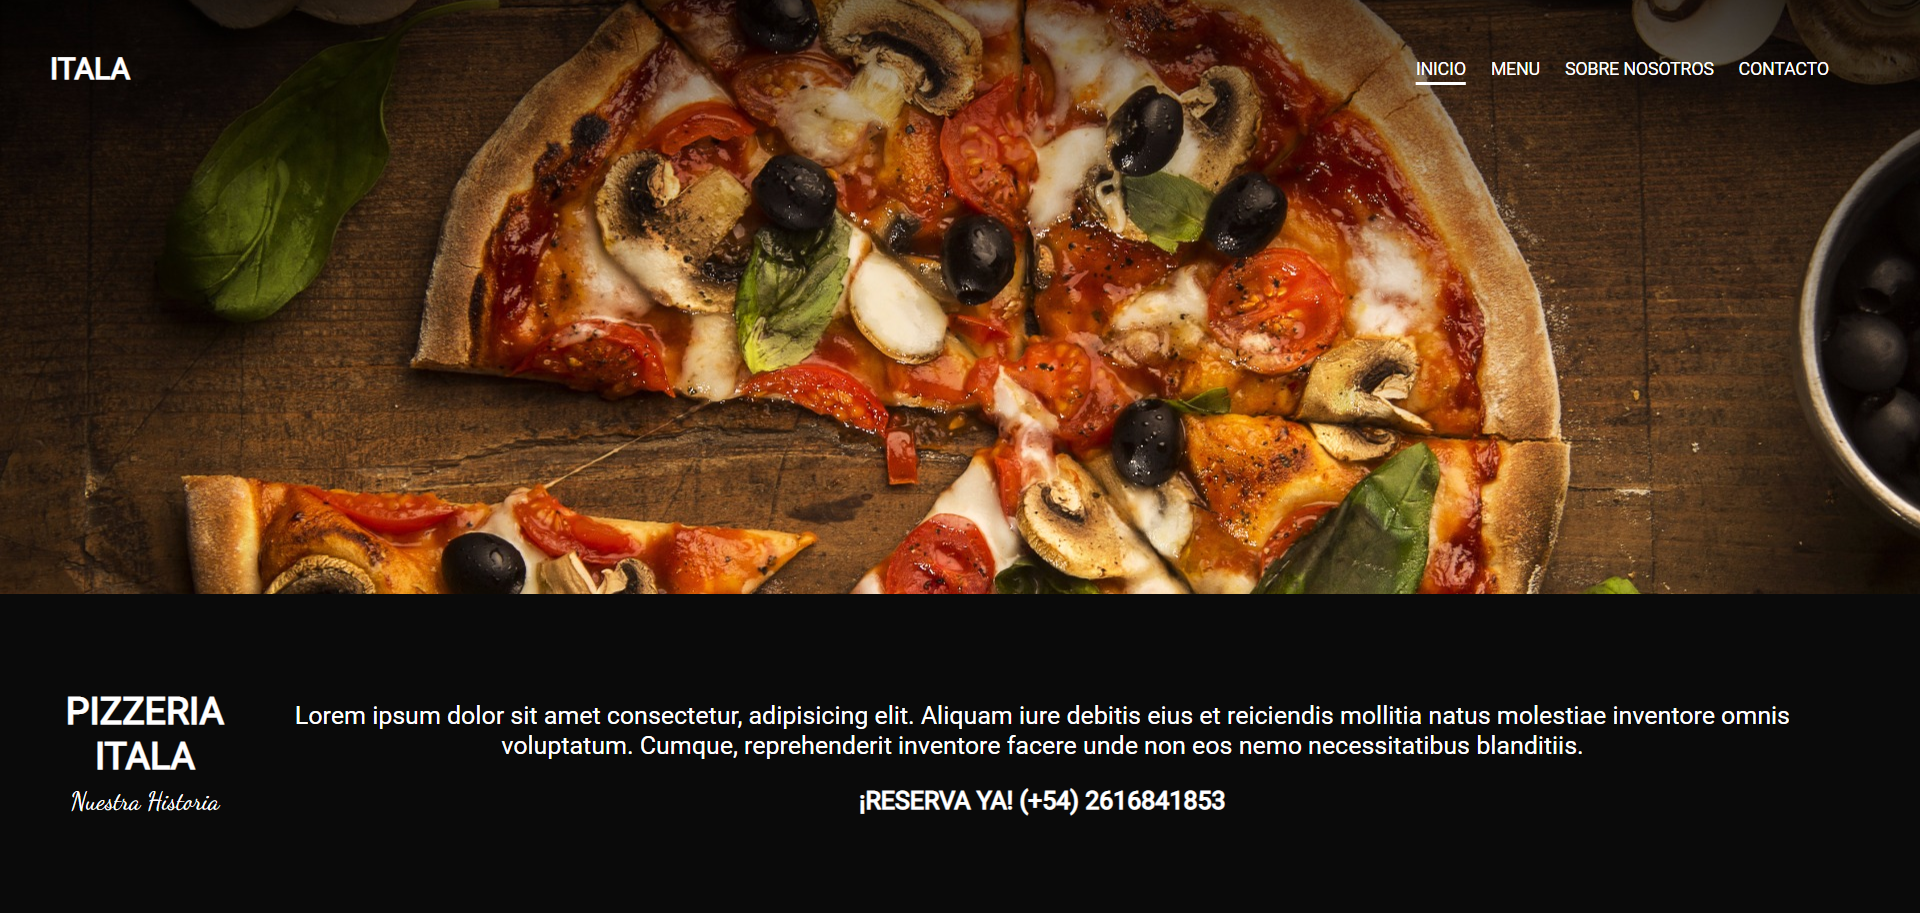 ITALA
INICIO MENU SOBRE NOSOTROS CONTACTO
PIZZERIA
ITALA
Nuestra Historia
Lorem ipsum dolor sit amet consectetur, adipisicing elit. Aliquam iure debitis eius et reiciendis mollitia natus molestiae inventore omnis
voluptatum. Cumque, reprehenderit inventore facere unde non eos nemo necessitatibus blanditiis.
¡RESERVA YA! (+54) 2616841853